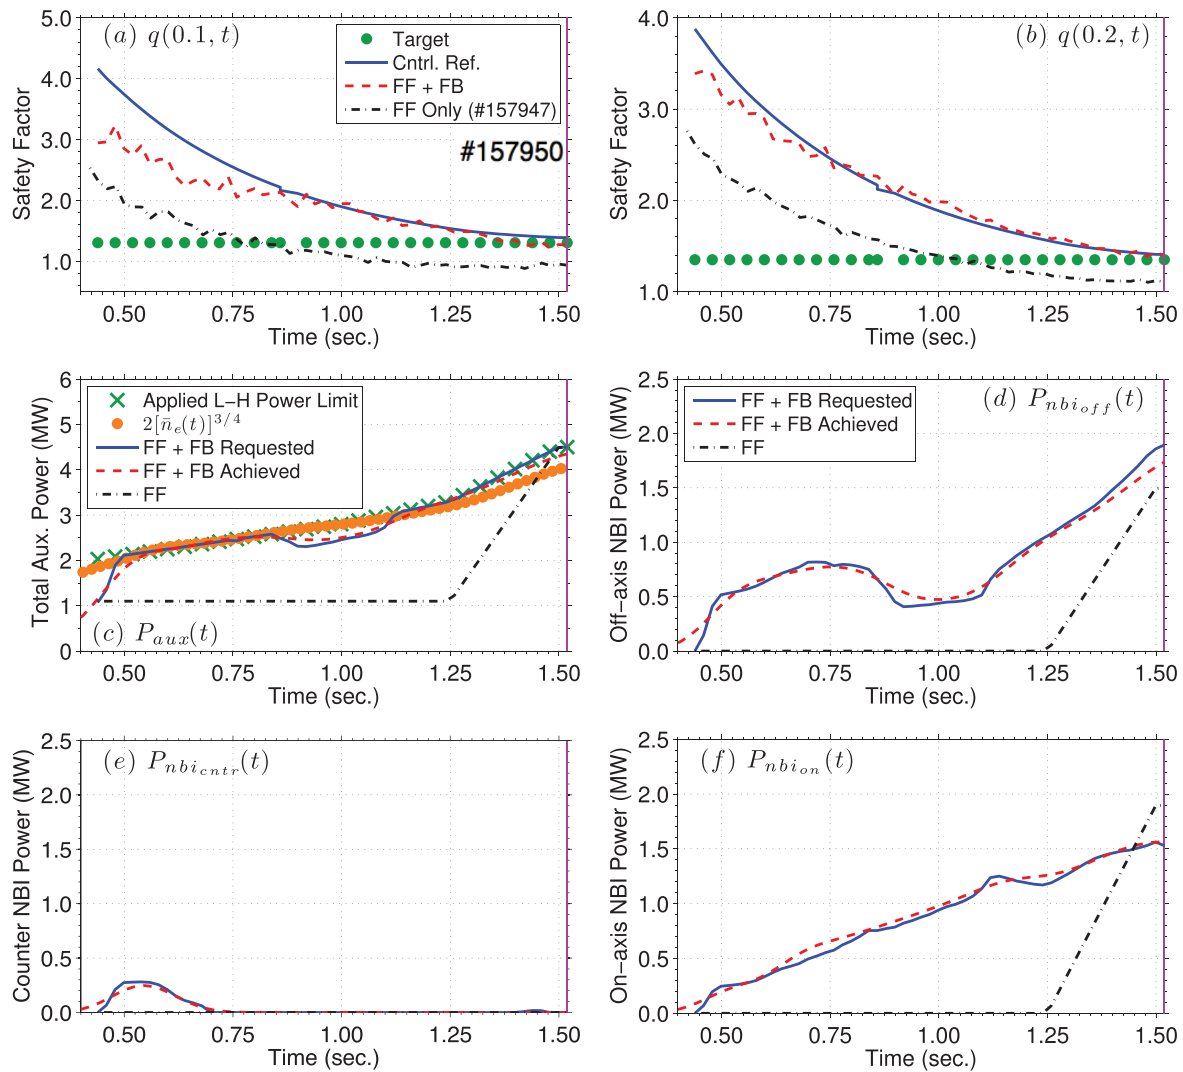 (a) q(0.1, t)
Target
Cntrl. Ref.
FF + FB
FF Only (#157947)
#157950
Safety Factor
5.0
4.0
3.0
2.0
1.0
0.50 0.75 1.00 1.25 1.50
Time (sec.)
(b) q(0.2, t)
Safety Factor
4.0
3.0
2.0
1.0
0.50 0.75 1.00 1.25 1.50
Time (sec.)
Applied L−H Power Limit
2[n̄e(t)]^3/4
FF + FB Requested
FF + FB Achieved
FF
(c) Paux(t)
Total Aux. Power (MW)
6
5
4
3
2
1
0
0.50 0.75 1.00 1.25 1.50
Time (sec.)
FF + FB Requested
FF + FB Achieved
FF
(d) Pnbioff(t)
Off−axis NBI Power (MW)
2.5
2.0
1.5
1.0
0.5
0.0
0.50 0.75 1.00 1.25 1.50
Time (sec.)
(e) Pnbicntr(t)
Counter NBI Power (MW)
2.5
2.0
1.5
1.0
0.5
0.0
0.50 0.75 1.00 1.25 1.50
Time (sec.)
(f) Pnbion(t)
On−axis NBI Power (MW)
2.5
2.0
1.5
1.0
0.5
0.0
0.50 0.75 1.00 1.25 1.50
Time (sec.)